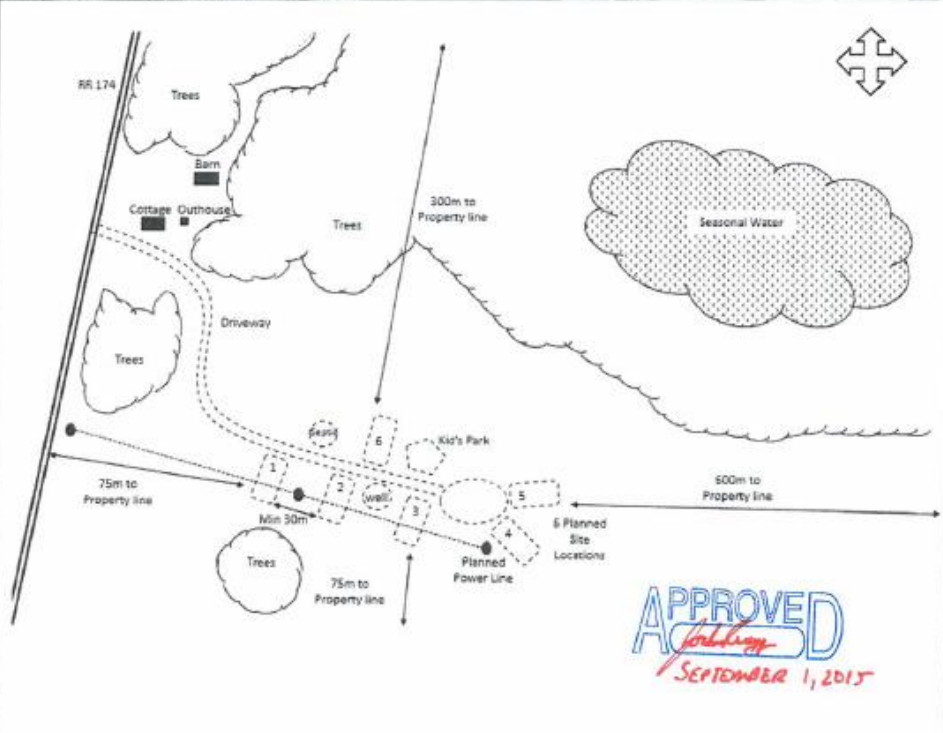 RR 174
Trees
Barn
Cottage
Outhouse
Trees
300m to
Property line
Seasonal Water
Driveway
Trees
Septic
6
Kid's Park
1
2
well
3
5
4
75m to
Property line
Min 30m
600m to
Property line
6 Planned
Site
Locations
Trees
Planned
Power Line
75m to
Property line
APPROVED
SEPTEMBER 1, 2015